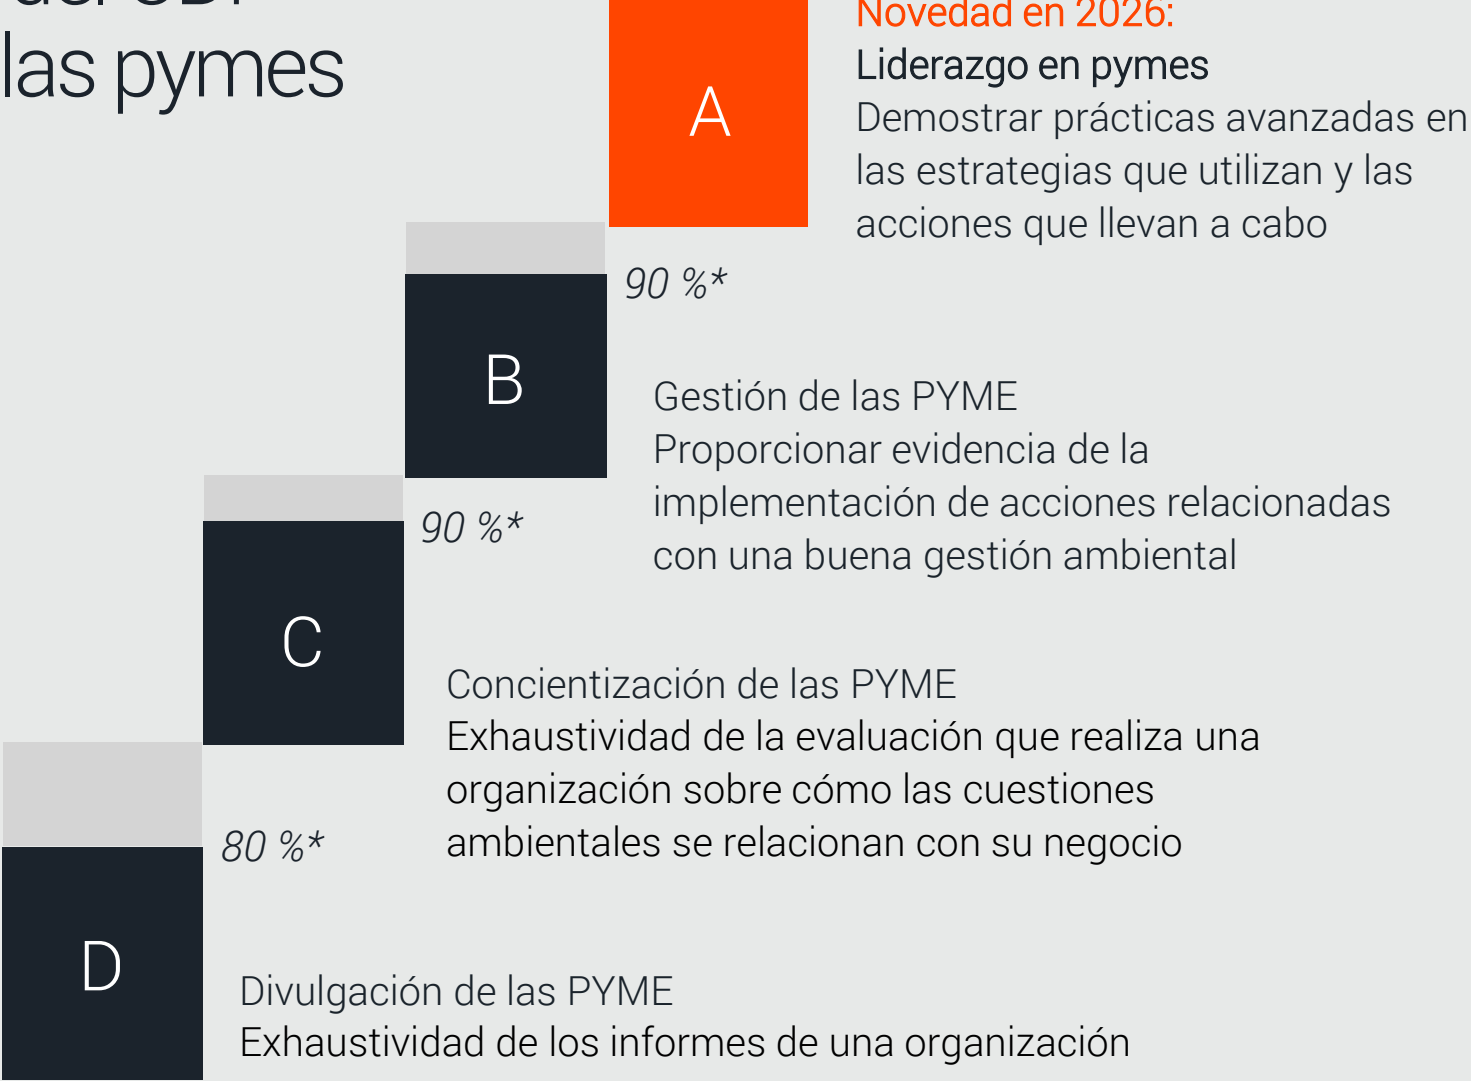 las pymes
Novedad en 2026:
Liderazgo en pymes
Demostrar prácticas avanzadas en
las estrategias que utilizan y las
acciones que llevan a cabo
A
90 %*
B
Gestión de las PYME
Proporcionar evidencia de la
implementación de acciones relacionadas
con una buena gestión ambiental
90 %*
C
Concientización de las PYME
Exhaustividad de la evaluación que realiza una
organización sobre cómo las cuestiones
ambientales se relacionan con su negocio
80 %*
D
Divulgación de las PYME
Exhaustividad de los informes de una organización